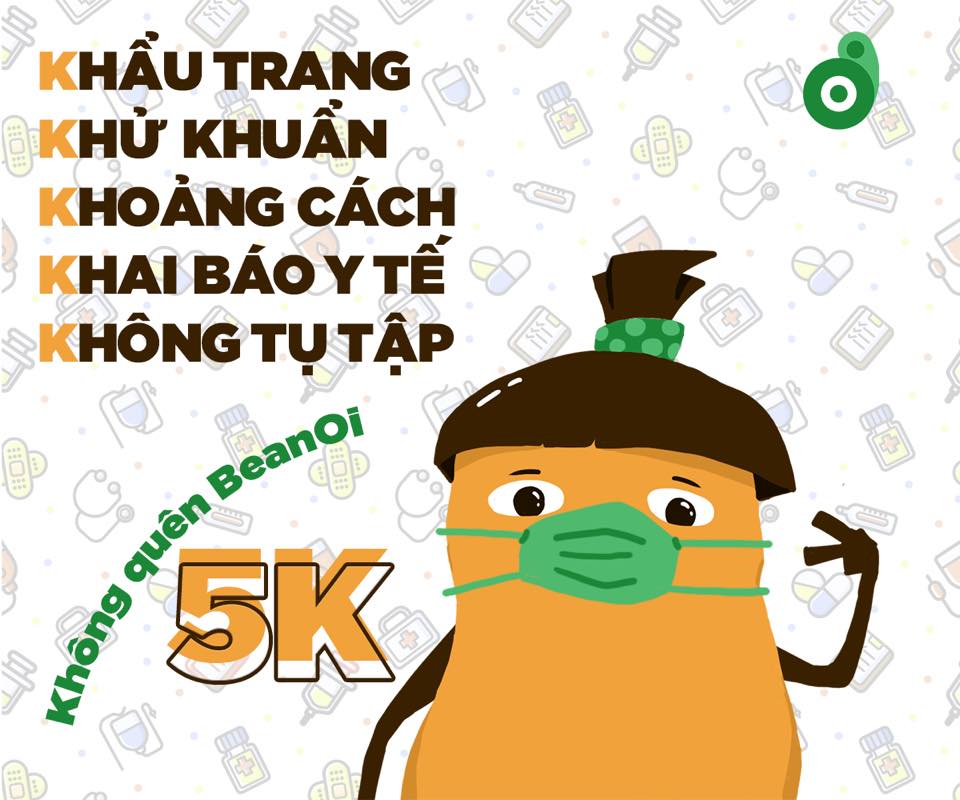 KHẨU TRANG
KHỬ KHUẨN
KHOẢNG CÁCH
KHAI BÁO Y TẾ
KHÔNG TỤ TẬP
Không quên BeanOi
5K